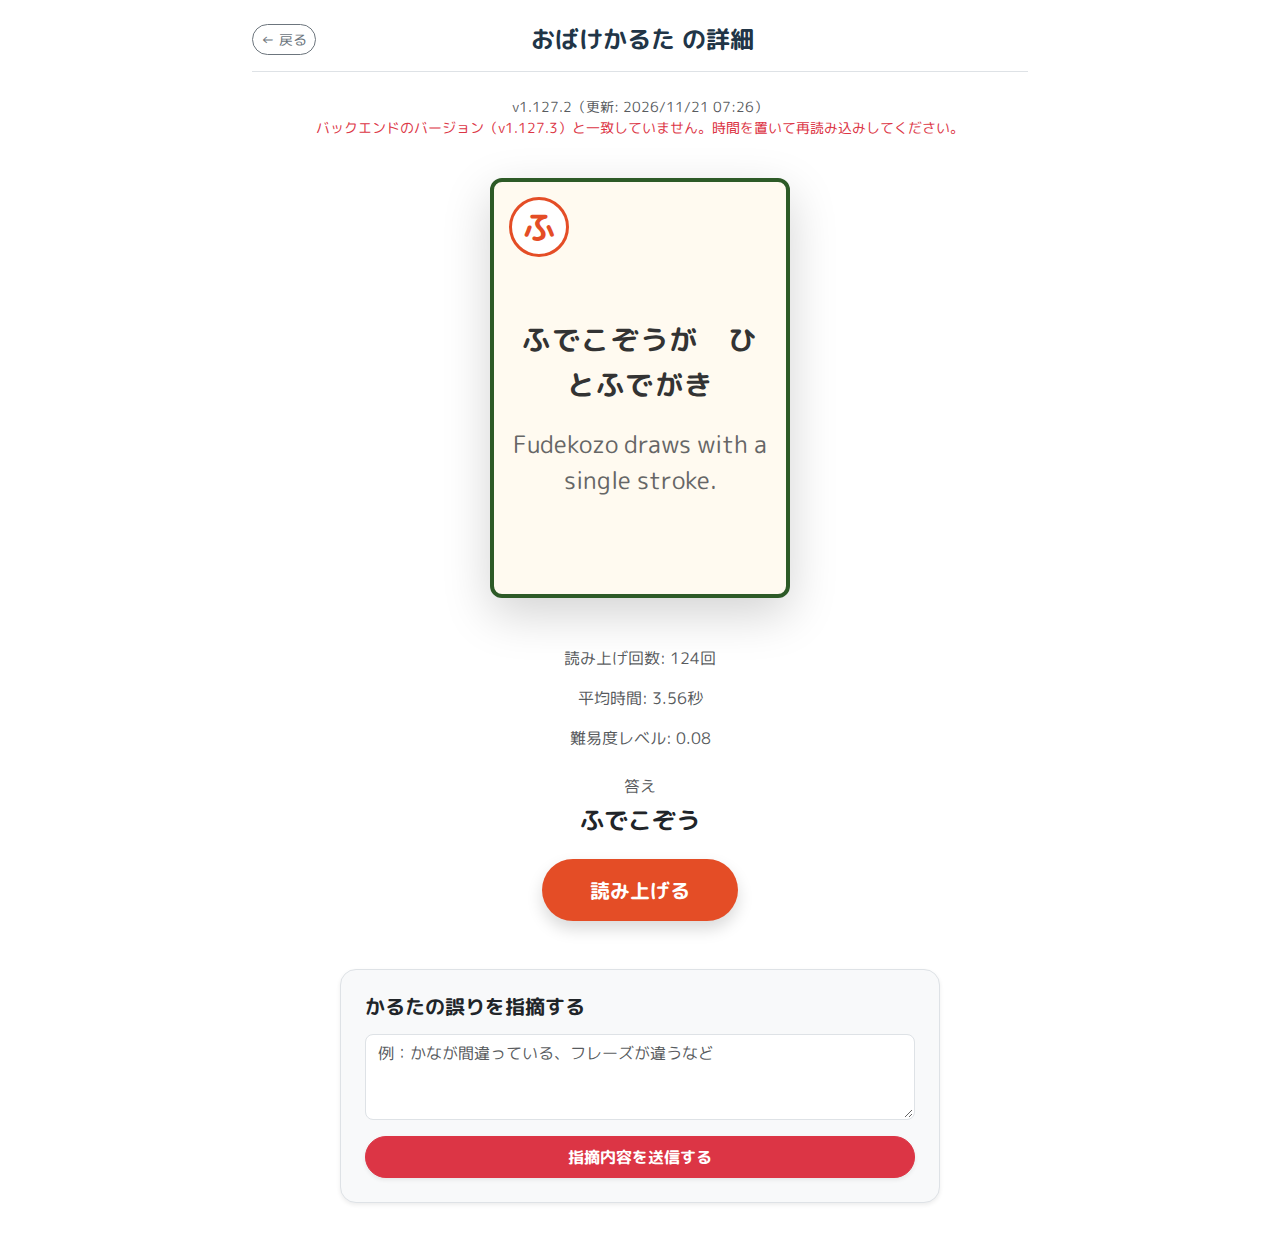 ← 戻る
おばけかるた の詳細
v1.127.2（更新: 2026/11/21 07:26）
バックエンドのバージョン（v1.127.3）と一致していません。時間を置いて再読み込みしてください。
ふ
ふでこぞうが　ひ
とふでがき
Fudekozo draws with a
single stroke.
読み上げ回数: 124回
平均時間: 3.56秒
難易度レベル: 0.08
答え
ふでこぞう
読み上げる
かるたの誤りを指摘する
例：かなが間違っている、フレーズが違うなど
指摘内容を送信する